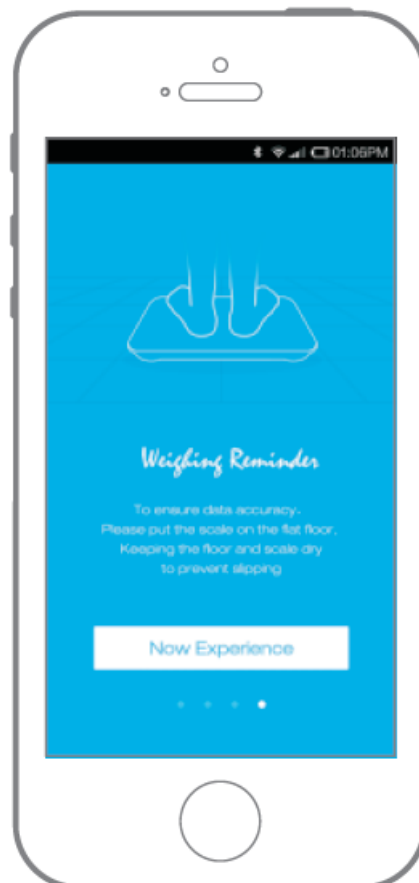 01:06PM
Weighing Reminder
To ensure data accuracy.
Please put the scale on the flat floor.
Keeping the floor and scale dry
to prevent slipping
Now Experience